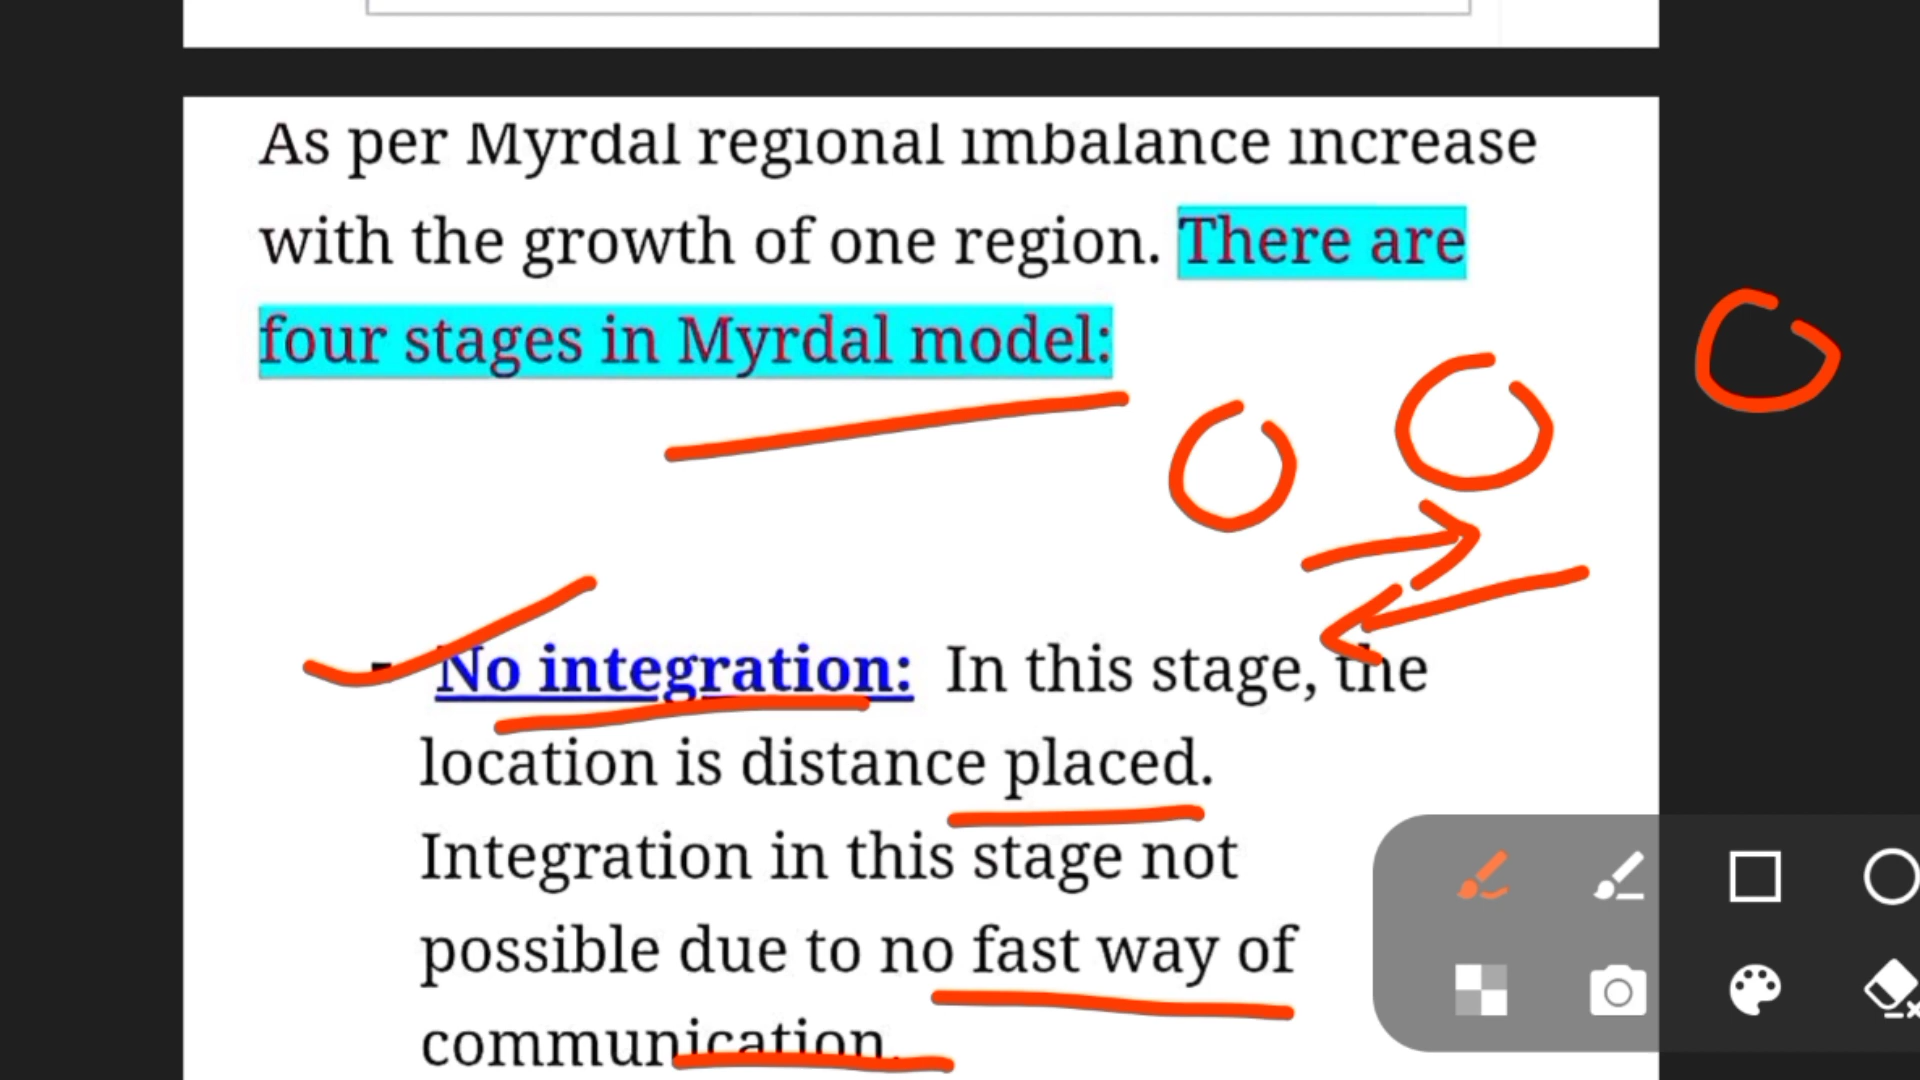 As per Myrdal regional imbalance increase
with the growth of one region. There are
four stages in Myrdal model:
No integration: In this stage, the
location is distance placed.
Integration in this stage not
possible due to no fast way of
communication.